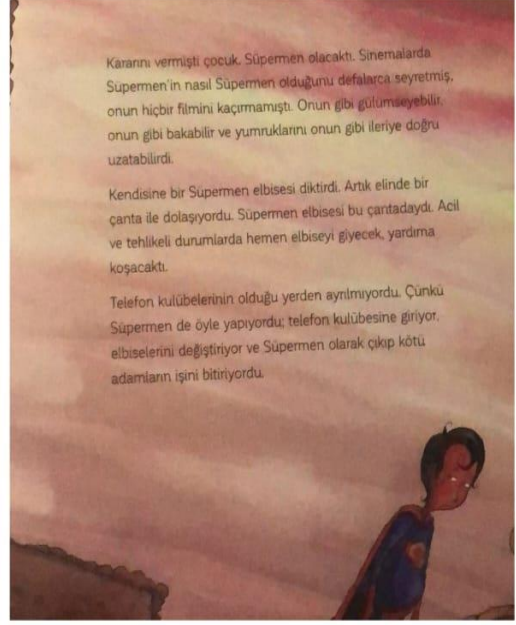 Kararını vermişti çocuk. Süpermen olacaktı. Sinemalarda
Süpermen'in nasıl Süpermen olduğunu defalarca seyretmiş,
onun hiçbir filmini kaçırmamıştı. Onun gibi gülümseyebilir,
onun gibi bakabilir ve yumruklarını onun gibi ileriye doğru
uzatabilirdi.
Kendisine bir Süpermen elbisesi diktirdi. Artık elinde bir
çanta ile dolaşıyordu. Süpermen elbisesi bu çantadaydı. Acil
ve tehlikeli durumlarda hemen elbiseyi giyecek, yardıma
koşacaktı.
Telefon kulübelerinin olduğu yerden ayrılmıyordu. Çünkü
Süpermen de öyle yapıyordu; telefon kulübesine giriyor,
elbiselerini değiştiriyor ve Süpermen olarak çıkıp kötü
adamların işini bitiriyordu.